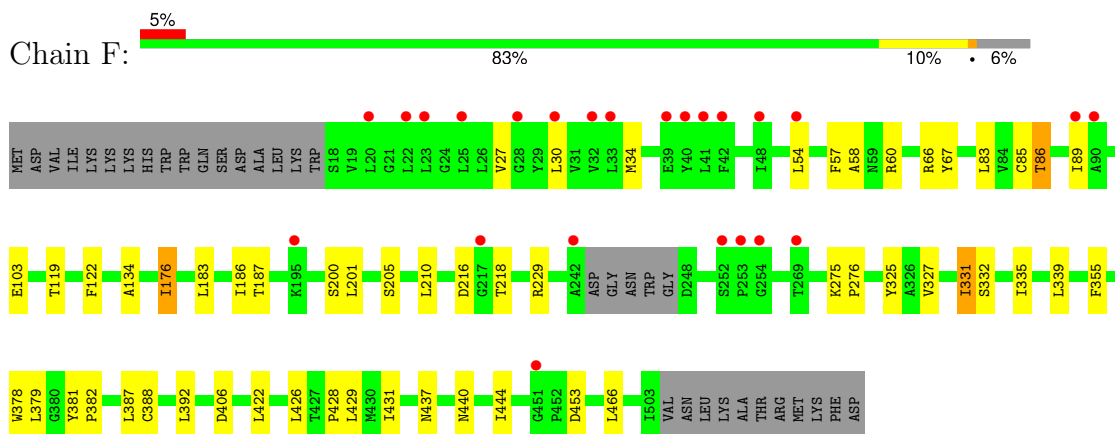 5%
Chain F:
83% 10% • 6%
MET ASP VAL ILE LYS LYS LYS HIS TRP TRP GLN SER ASP ALA LEU LYS TRP S18 V19 L20 G21 L22 L23 G24 L25 L26 V27 G28 Y29 L30 V31 V32 L33 M34 E39 Y40 L41 F42 I48 L54 F57 A58 N59 R60 R66 Y67 L83 V84 C85 T86 I89 A90
E103 T119 F122 A134 I176 L183 I186 T187 K195 S200 L201 S205 L210 D216 G217 T218 R229 A242 ASP GLY ASN TRP GLY D248 S252 P253 G254 T269 K275 P276 Y325 A326 V327 I331 S332 I335 L339 F355
W378 L379 G380 Y381 P382 L387 C388 L392 D406 L422 L426 T427 P428 L429 M430 I431 N437 N440 I444 G451 P452 D453 L466 I503 VAL ASN LEU LYS ALA THR ARG MET LYS PHE ASP